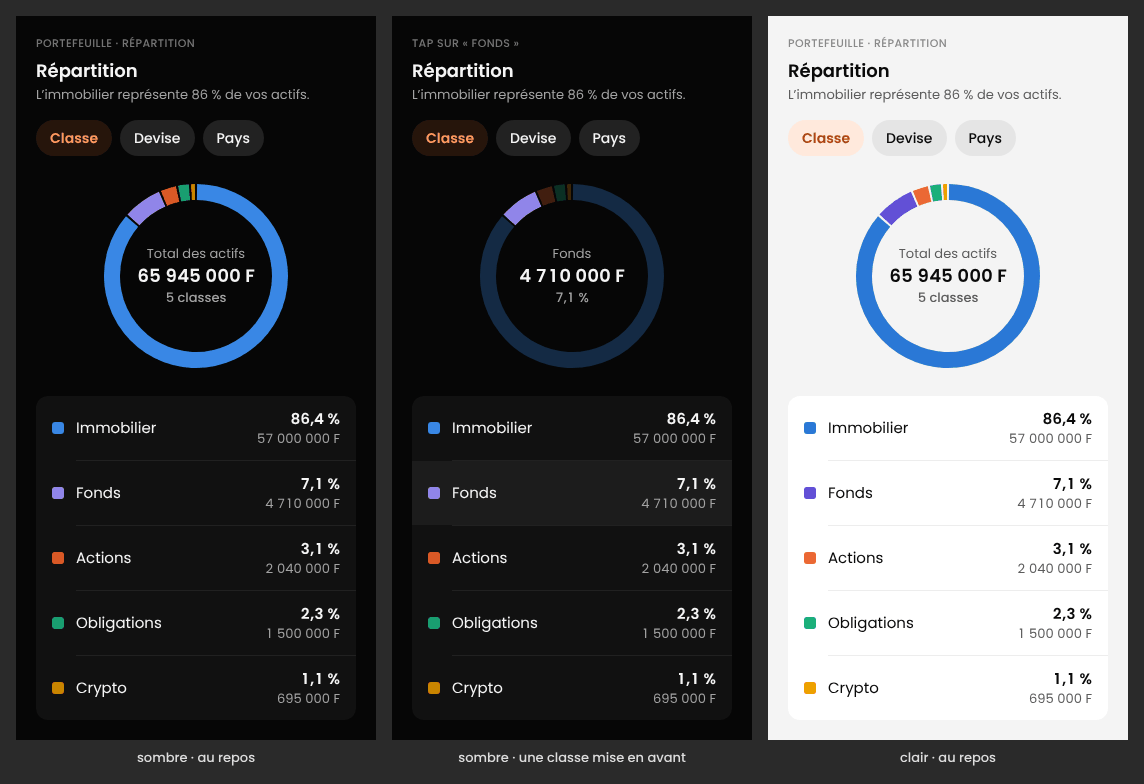 PORTEFEUILLE · RÉPARTITION
Répartition
L’immobilier représente 86 % de vos actifs.
Classe
Devise
Pays
Total des actifs
65 945 000 F
5 classes
Immobilier
86,4 %
57 000 000 F
Fonds
7,1 %
4 710 000 F
Actions
3,1 %
2 040 000 F
Obligations
2,3 %
1 500 000 F
Crypto
1,1 %
695 000 F
sombre · au repos
TAP SUR « FONDS »
Répartition
L’immobilier représente 86 % de vos actifs.
Classe
Devise
Pays
Fonds
4 710 000 F
7,1 %
Immobilier
86,4 %
57 000 000 F
Fonds
7,1 %
4 710 000 F
Actions
3,1 %
2 040 000 F
Obligations
2,3 %
1 500 000 F
Crypto
1,1 %
695 000 F
sombre · une classe mise en avant
PORTEFEUILLE · RÉPARTITION
Répartition
L’immobilier représente 86 % de vos actifs.
Classe
Devise
Pays
Total des actifs
65 945 000 F
5 classes
Immobilier
86,4 %
57 000 000 F
Fonds
7,1 %
4 710 000 F
Actions
3,1 %
2 040 000 F
Obligations
2,3 %
1 500 000 F
Crypto
1,1 %
695 000 F
clair · au repos